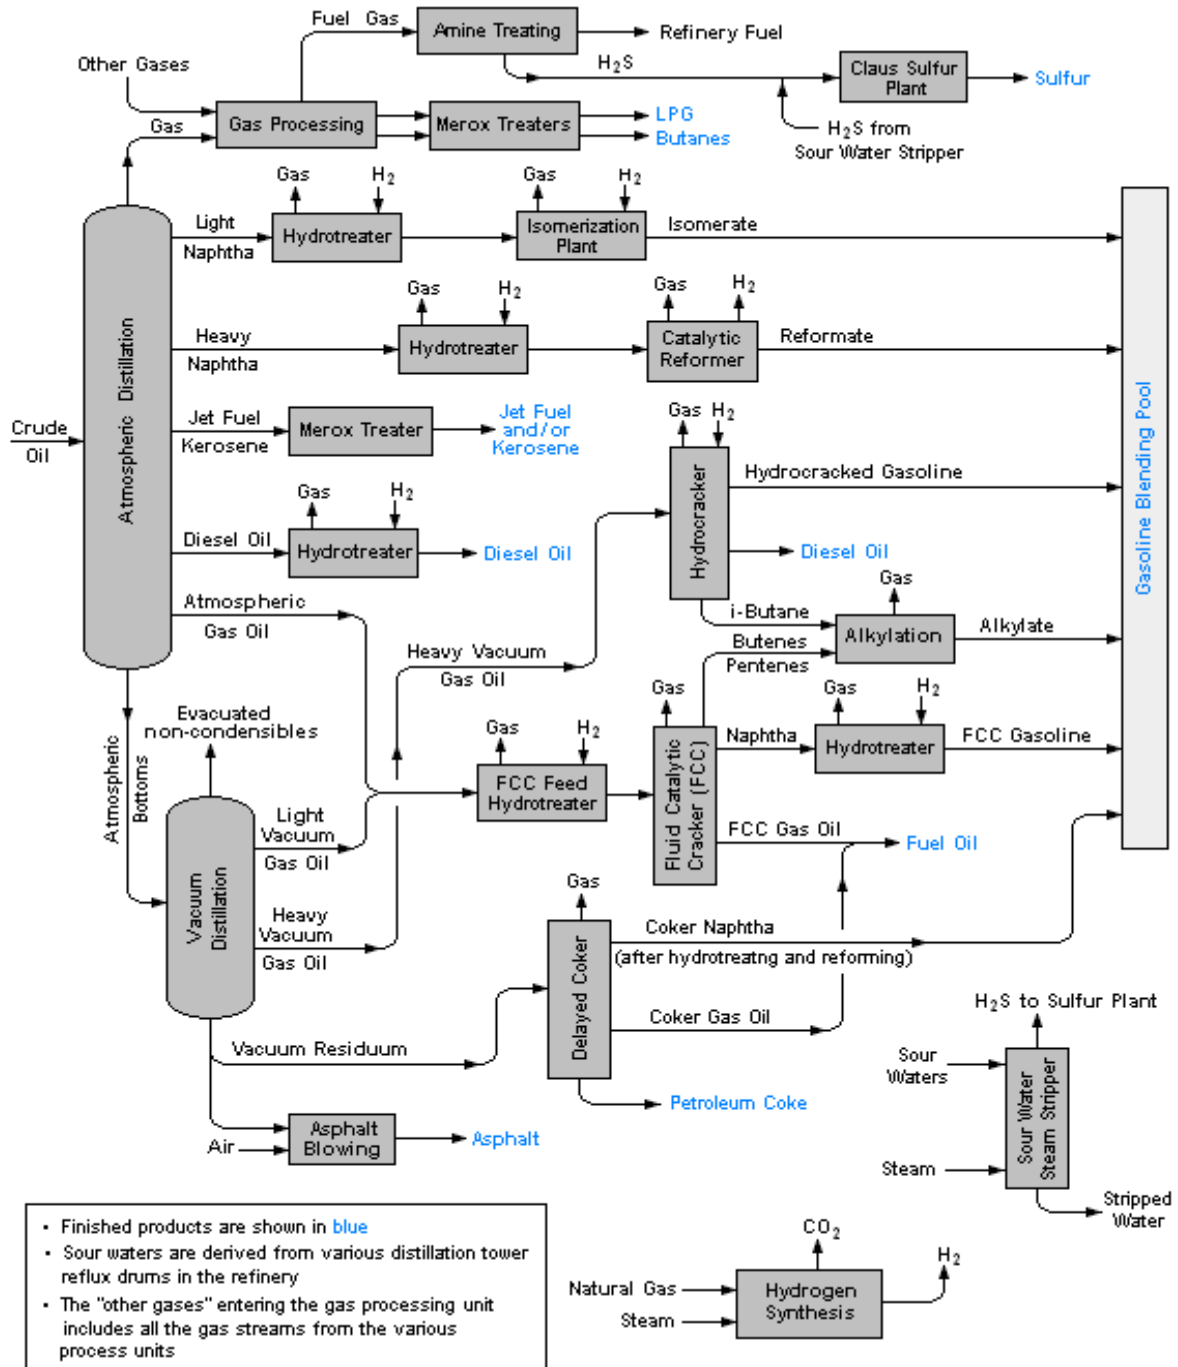 Fuel Gas
Amine Treating
Refinery Fuel
H₂S
Claus Sulfur
Plant
Sulfur
Other Gases
Gas
Gas Processing
Merox Treaters
LPG
Butanes
H₂S from
Sour Water Stripper
Gas
H₂
Gas
H₂
Light
Naphtha
Hydrotreater
Isomerization
Plant
Isomerate
Gas
H₂
Gas
H₂
Heavy
Naphtha
Hydrotreater
Catalytic
Reformer
Reformate
Crude
Oil
Atmospheric Distillation
Jet Fuel
Kerosene
Merox Treater
Jet Fuel
and/or
Kerosene
Gas
H₂
Hydrocracker
Hydrocracked Gasoline
Gasoline Blending Pool
Gas
H₂
Diesel Oil
Hydrotreater
Diesel Oil
Diesel Oil
Atmospheric
Gas Oil
i-Butane
Gas
Butenes
Pentenes
Alkylation
Alkylate
Heavy Vacuum
Gas Oil
Atmospheric
Bottoms
Evacuated
non-condensibles
Gas
H₂
FCC Feed
Hydrotreater
Gas
Fluid Catalytic
Cracker (FCC)
Naphtha
Gas
H₂
Hydrotreater
FCC Gasoline
Light
Vacuum
Gas Oil
FCC Gas Oil
Fuel Oil
Vacuum
Distillation
Heavy
Vacuum
Gas Oil
Gas
Delayed Coker
Coker Naphtha
(after hydrotreatng and reforming)
Coker Gas Oil
Vacuum Residuum
Petroleum Coke
Air
Asphalt
Blowing
Asphalt
H₂S to Sulfur Plant
Sour
Waters
Sour Water
Steam Stripper
Steam
Stripped
Water
• Finished products are shown in blue
• Sour waters are derived from various distillation tower
reflux drums in the refinery
• The "other gases" entering the gas processing unit
includes all the gas streams from the various
process units
CO₂
H₂
Natural Gas
Steam
Hydrogen
Synthesis